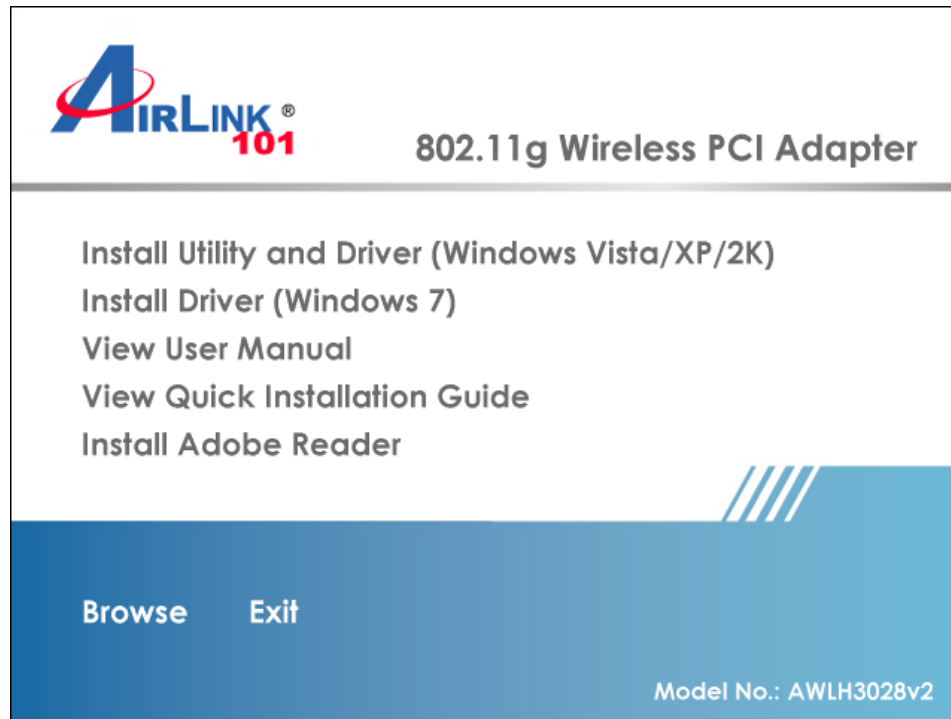 AIRLINK ®
101
802.11g Wireless PCI Adapter
Install Utility and Driver (Windows Vista/XP/2K)
Install Driver (Windows 7)
View User Manual
View Quick Installation Guide
Install Adobe Reader
Browse Exit
Model No.: AWLH3028v2